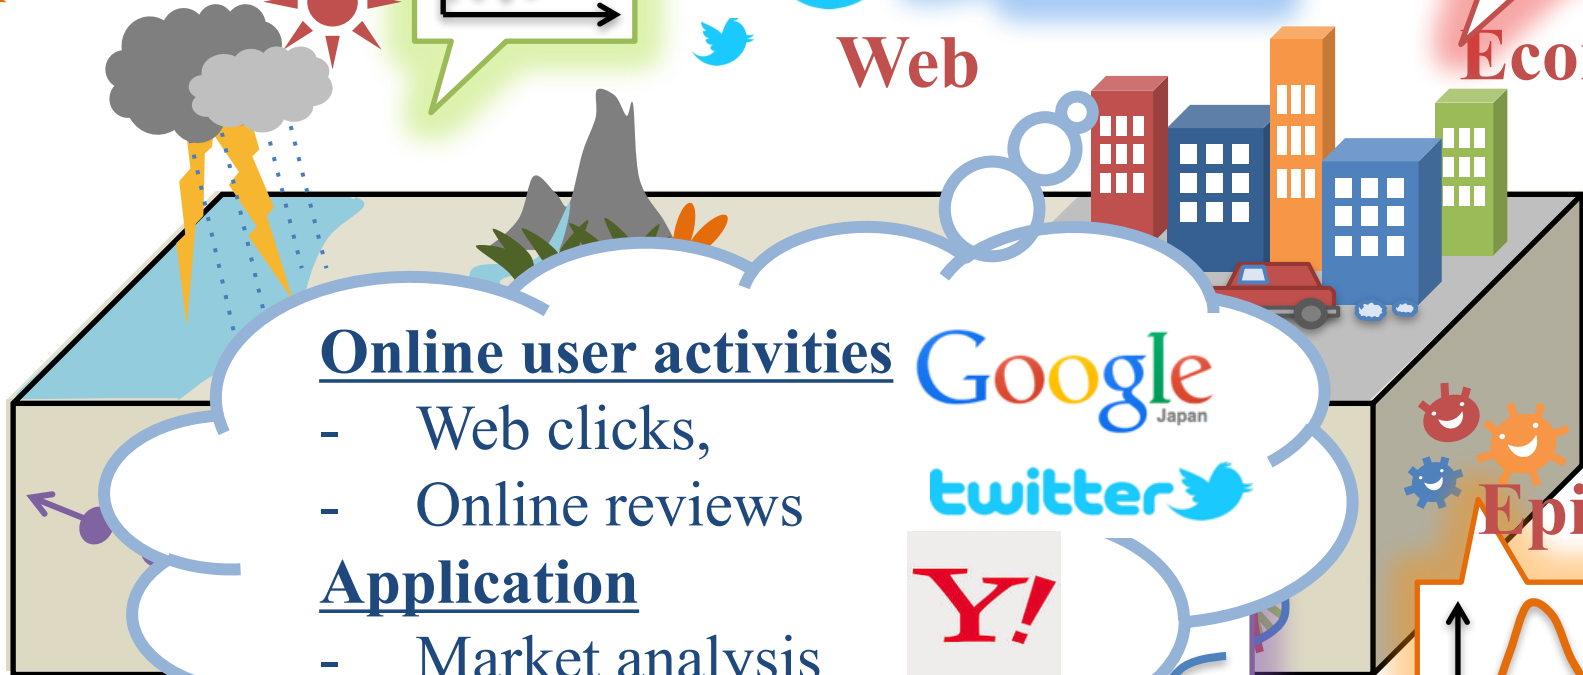 Web
Online user activities
Google
Japan
- Web clicks,
twitter
- Online reviews
Application
Y!
- Market analysis